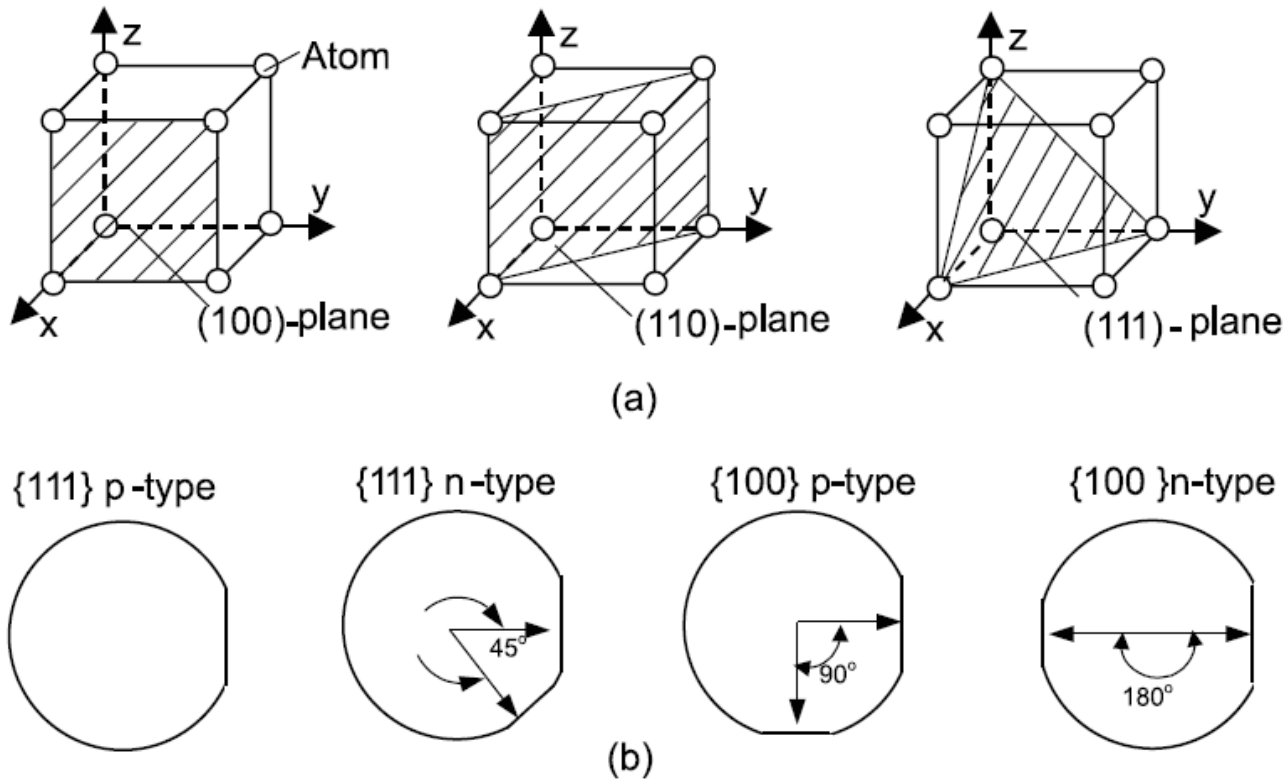 z
Atom
y
x
(100)-plane
z
y
x
(110)-plane
z
y
x
(111) - plane
(a)
{111} p -type
{111} n -type
{100} p-type
{100 }n-type
45°
90°
180°
(b)